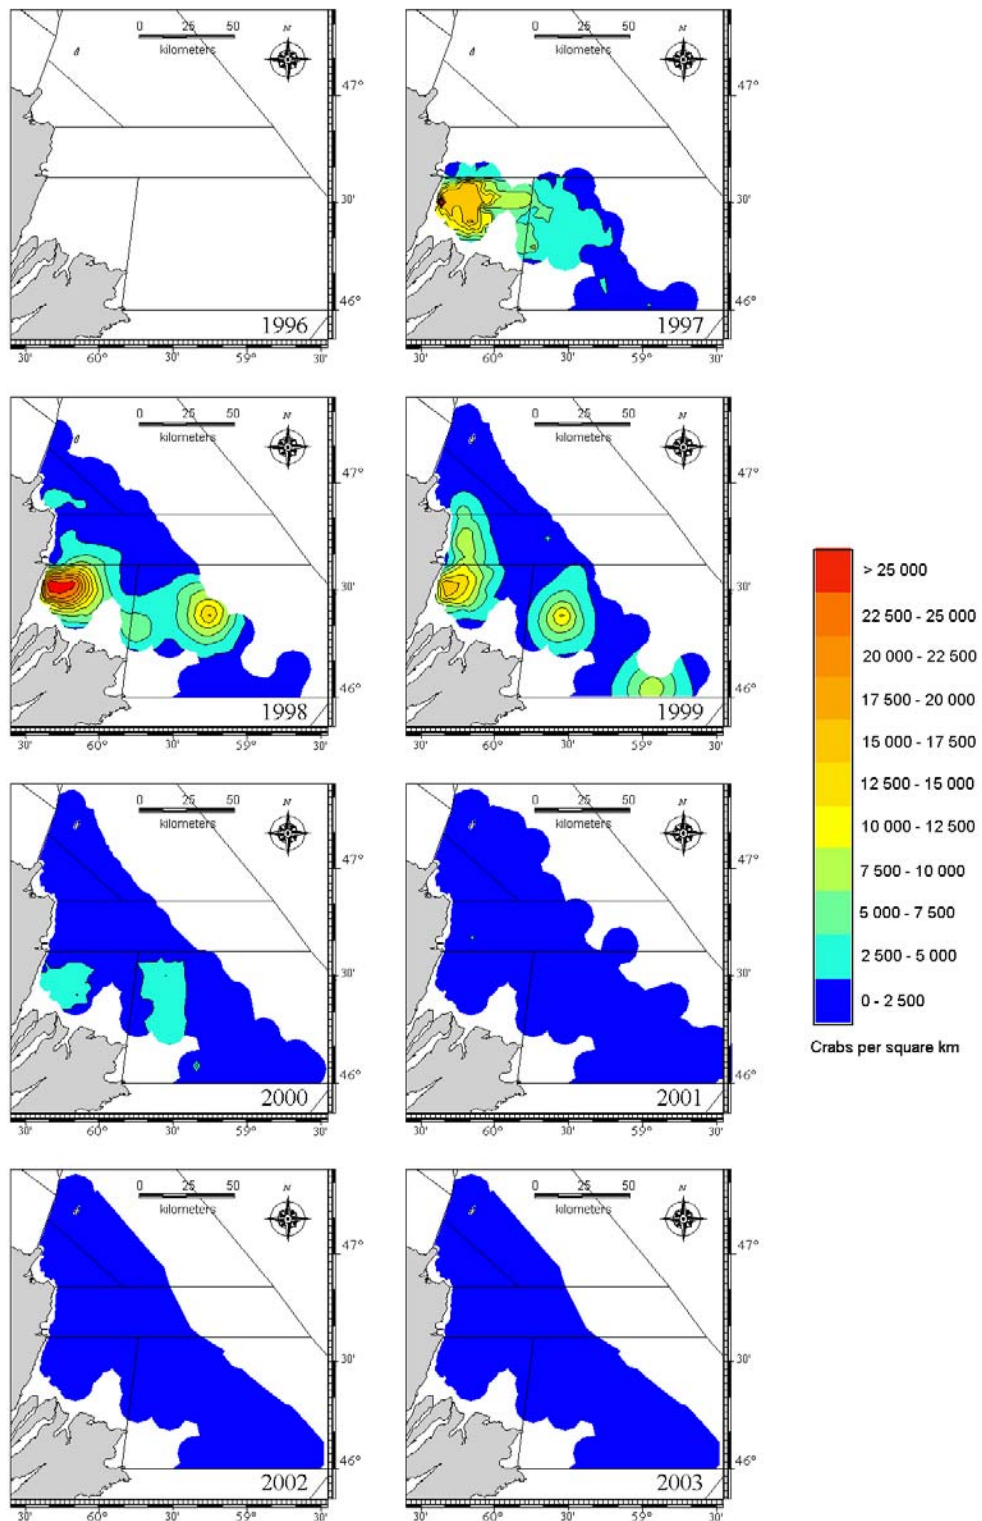 0 25 50
kilometers
N
47°
30'
46°
1996
30' 60° 30' 59° 30'
0 25 50
kilometers
N
47°
30'
46°
1997
30' 60° 30' 59° 30'
0 25 50
kilometers
N
47°
30'
46°
1998
30' 60° 30' 59° 30'
0 25 50
kilometers
N
47°
30'
46°
1999
30' 60° 30' 59° 30'
> 25 000
22 500 - 25 000
20 000 - 22 500
17 500 - 20 000
15 000 - 17 500
12 500 - 15 000
10 000 - 12 500
7 500 - 10 000
5 000 - 7 500
2 500 - 5 000
0 - 2 500
Crabs per square km
0 25 50
kilometers
N
47°
30'
46°
2000
30' 60° 30' 59° 30'
0 25 50
kilometers
N
47°
30'
46°
2001
30' 60° 30' 59° 30'
0 25 50
kilometers
N
47°
30'
46°
2002
30' 60° 30' 59° 30'
0 25 50
kilometers
N
47°
30'
46°
2003
30' 60° 30' 59° 30'